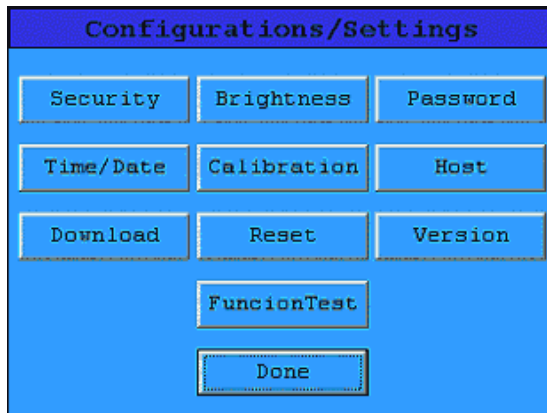 Configurations/Settings
Security Brightness Password
Time/Date Calibration Host
Download Reset Version
FuncionTest
Done